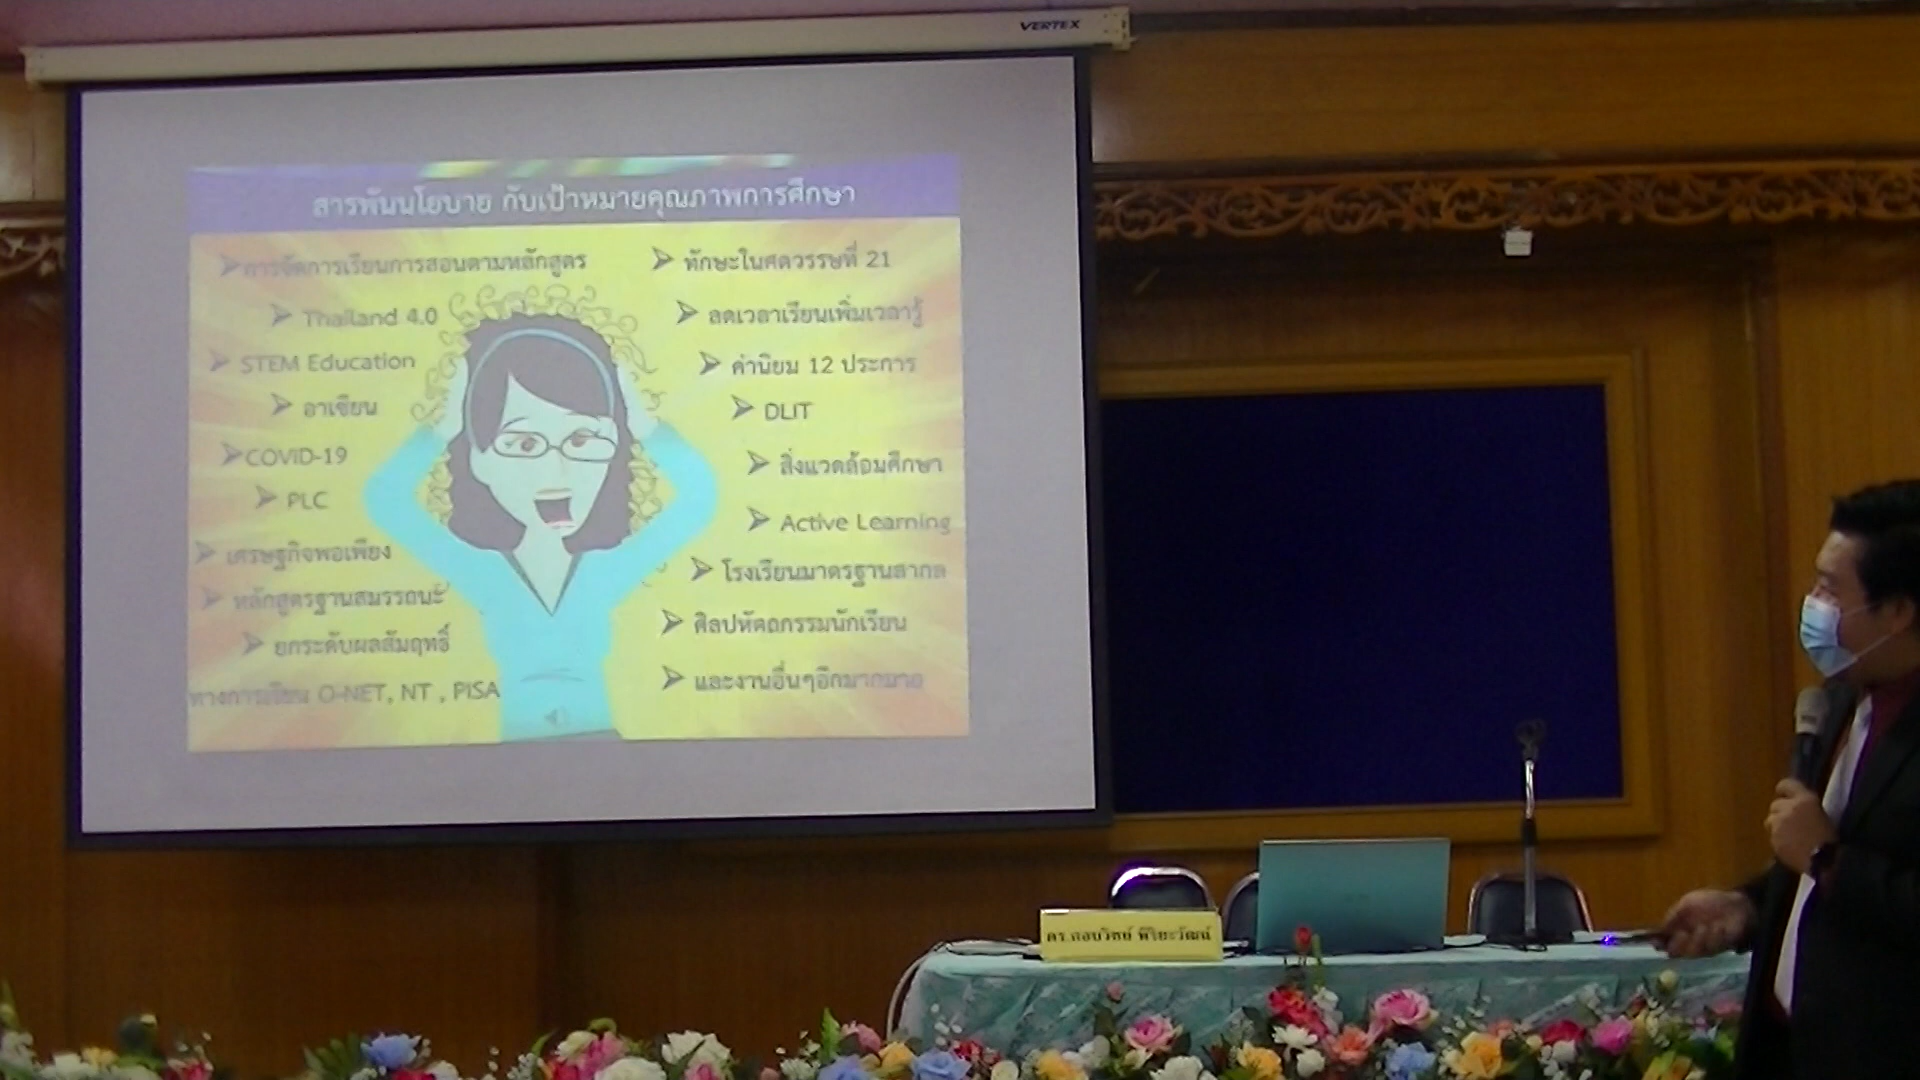 VERTEX
สารพันนโยบาย กับเป้าหมายคุณภาพการศึกษา
การจัดการเรียนการสอนตามหลักสูตร
Thailand 4.0
STEM Education
อาเซียน
COVID-19
PLC
เศรษฐกิจพอเพียง
หลักสูตรฐานสมรรถนะ
ยกระดับผลสัมฤทธิ์
ทางการเรียน O-NET, NT , PISA
ทักษะในศตวรรษที่ 21
ลดเวลาเรียนเพิ่มเวลารู้
ค่านิยม 12 ประการ
DLIT
สิ่งแวดล้อมศึกษา
Active Learning
โรงเรียนมาตรฐานสากล
ศิลปหัตถกรรมนักเรียน
และงานอื่นๆอีกมากมาย
ดร.